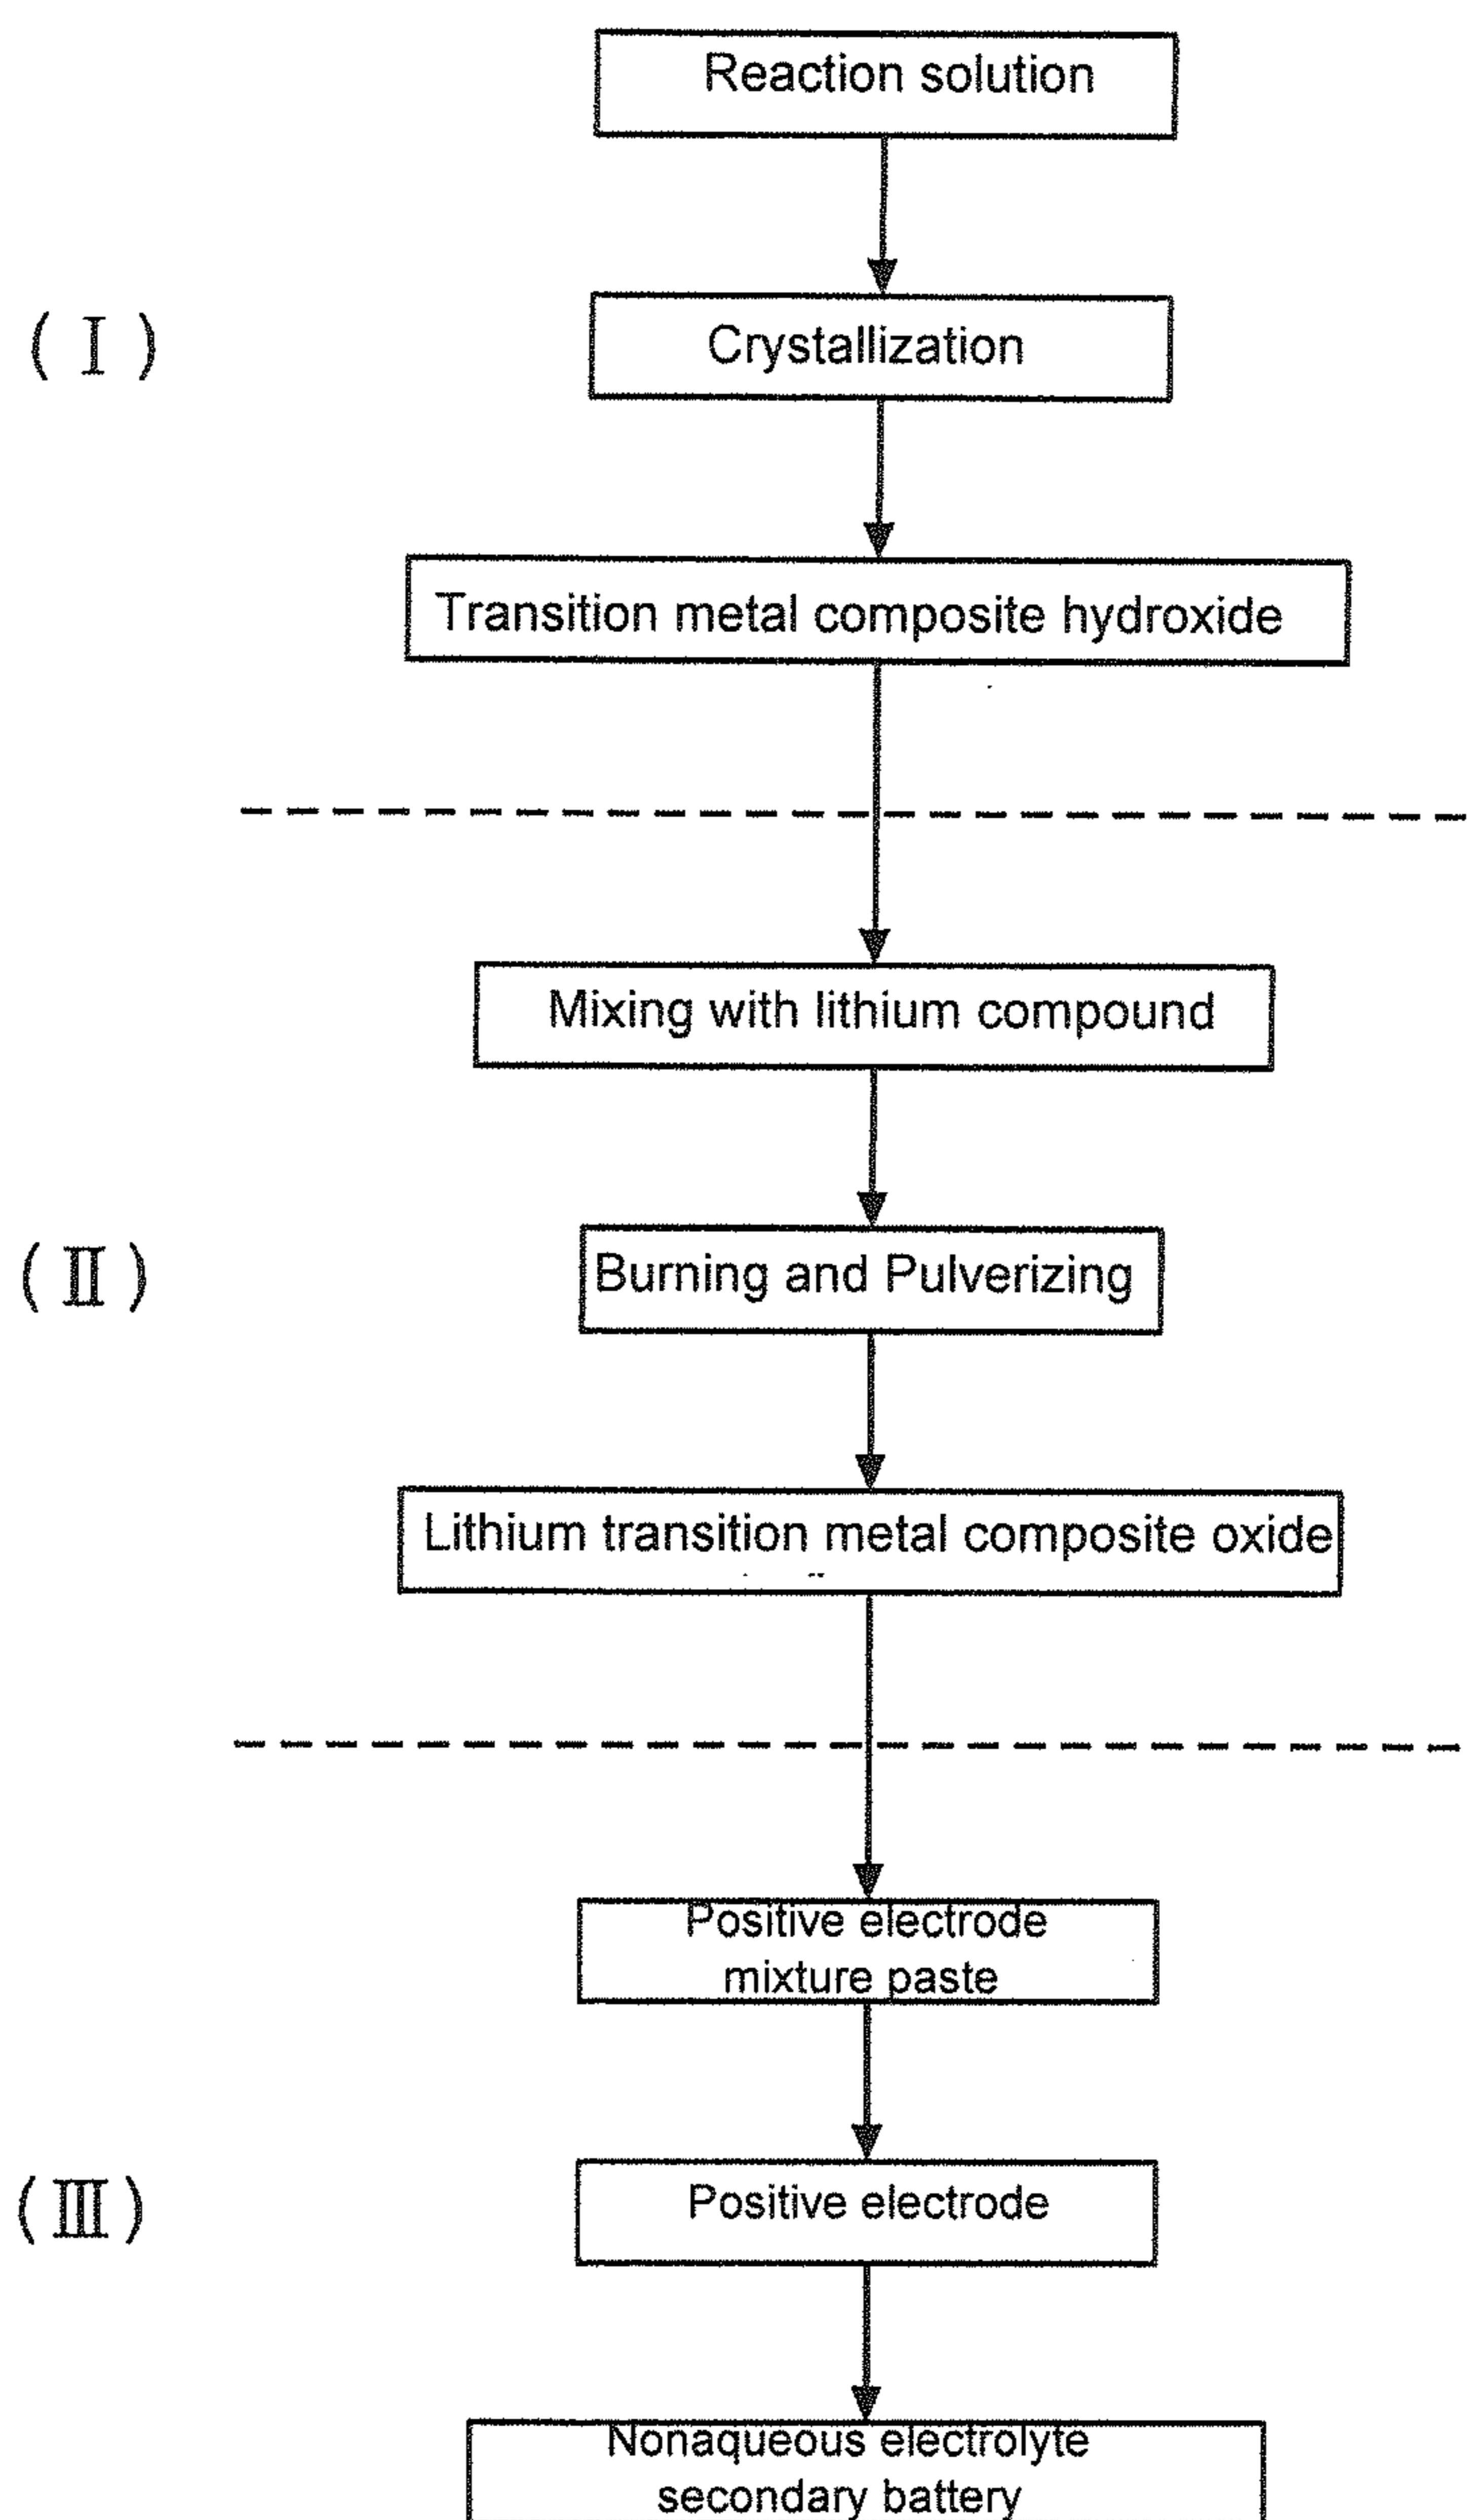 Reaction solution
( Ⅰ )
Crystallization
Transition metal composite hydroxide
Mixing with lithium compound
( Ⅱ )
Burning and Pulverizing
Lithium transition metal composite oxide
Positive electrode
mixture paste
( Ⅲ )
Positive electrode
Nonaqueous electrolyte
secondary battery